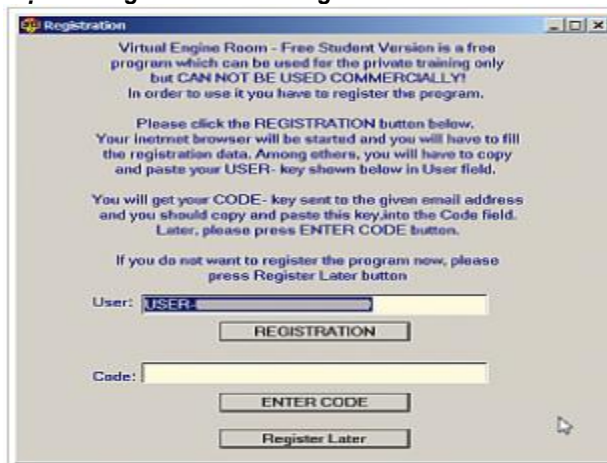 Registration
Virtual Engine Room - Free Student Version is a free
program which can be used for the private training only
but CAN NOT BE USED COMMERCIALLY!
In order to use it you have to register the program.
Please click the REGISTRATION button below.
Your inetrnet browser will be started and you will have to fill
the registration data. Among others, you will have to copy
and paste your USER- key shown below in User field.
You will get your CODE- key sent to the given email address
and you should copy and paste this key,into the Code field.
Later, please press ENTER CODE button.
If you do not want to register the program now, please
press Register Later button
User: USER-
REGISTRATION
Code:
ENTER CODE
Register Later